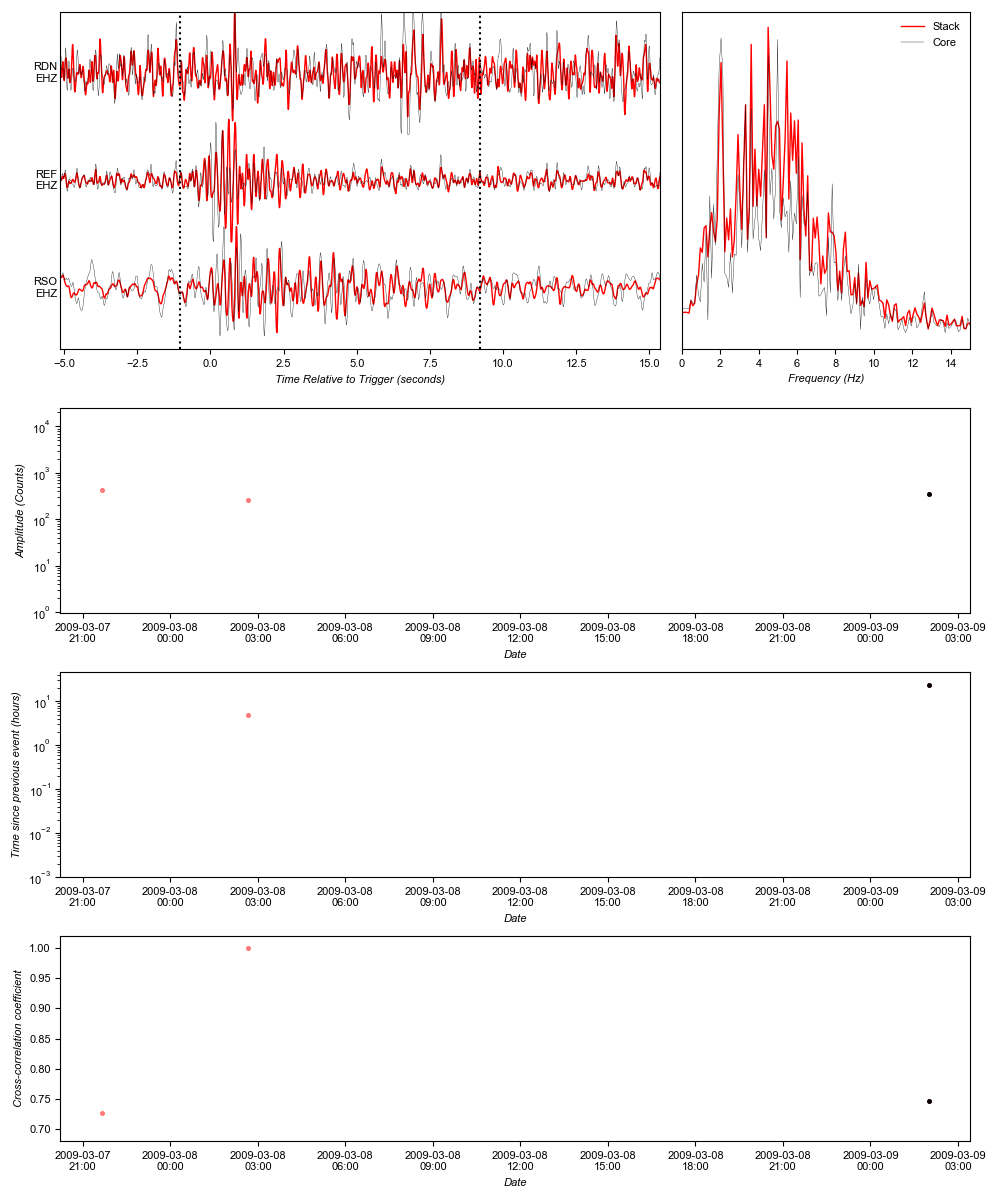 RDN
EHZ
REF
EHZ
RSO
EHZ
−5.0 −2.5 0.0 2.5 5.0 7.5 10.0 12.5 15.0
Time Relative to Trigger (seconds)
Stack
Core
0 2 4 6 8 10 12 14
Frequency (Hz)
Amplitude (Counts)
10^4
10^3
10^2
10^1
10^0
2009-03-07 2009-03-08 2009-03-08 2009-03-08 2009-03-08 2009-03-08 2009-03-08 2009-03-08 2009-03-08 2009-03-09 2009-03-09
21:00 00:00 03:00 06:00 09:00 12:00 15:00 18:00 21:00 00:00 03:00
Date
Time since previous event (hours)
10^1
10^0
10^−1
10^−2
10^−3
2009-03-07 2009-03-08 2009-03-08 2009-03-08 2009-03-08 2009-03-08 2009-03-08 2009-03-08 2009-03-08 2009-03-09 2009-03-09
21:00 00:00 03:00 06:00 09:00 12:00 15:00 18:00 21:00 00:00 03:00
Date
Cross-correlation coefficient
1.00
0.95
0.90
0.85
0.80
0.75
0.70
2009-03-07 2009-03-08 2009-03-08 2009-03-08 2009-03-08 2009-03-08 2009-03-08 2009-03-08 2009-03-08 2009-03-09 2009-03-09
21:00 00:00 03:00 06:00 09:00 12:00 15:00 18:00 21:00 00:00 03:00
Date